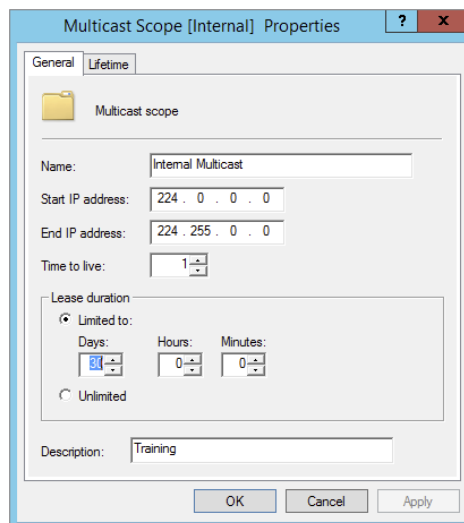 Multicast Scope [Internal] Properties ? x
General Lifetime
Multicast scope
Name: Internal Multicast
Start IP address: 224 . 0 . 0 . 0
End IP address: 224 . 255 . 0 . 0
Time to live: 1
Lease duration
Limited to:
Days: Hours: Minutes:
30 0 0
Unlimited
Description: Training
OK Cancel Apply